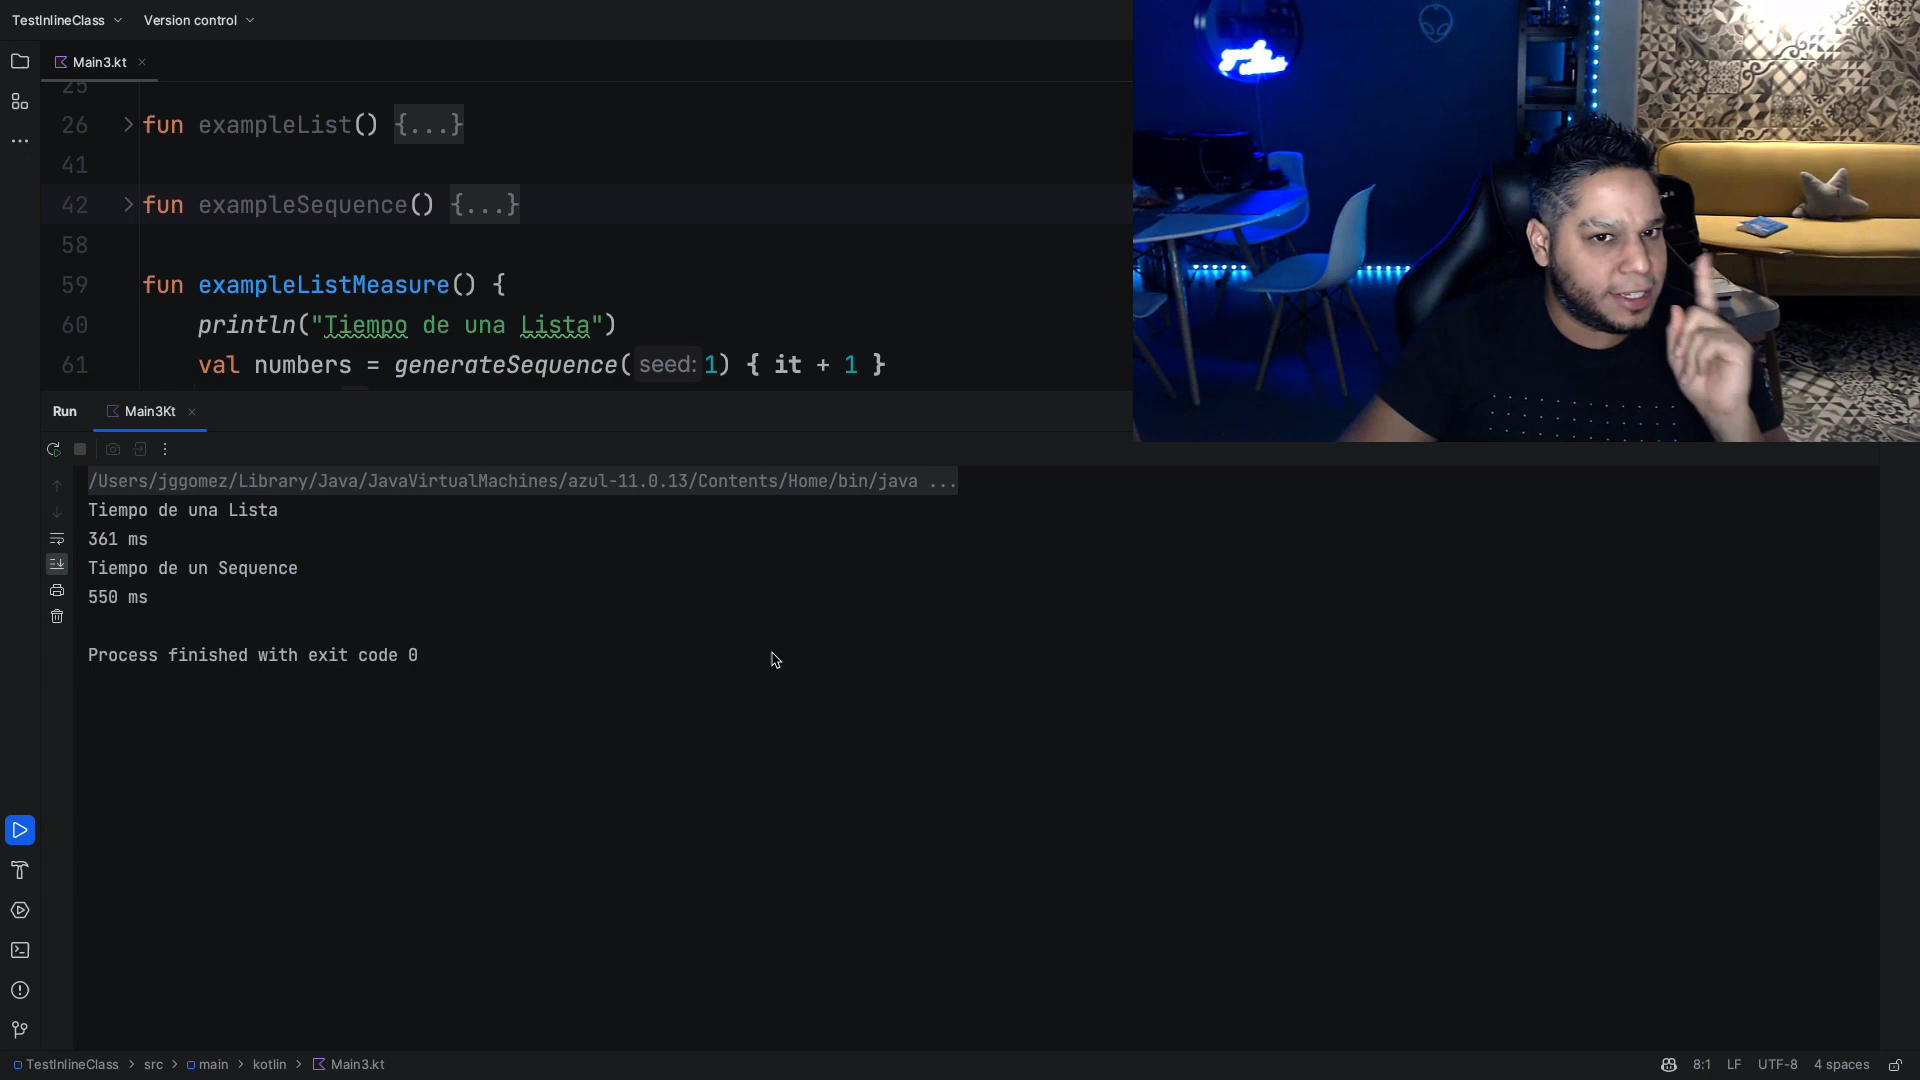 TestInlineClass Version control
Main3.kt
25
26 fun exampleList() {...}
41
42 fun exampleSequence() {...}
58
59 fun exampleListMeasure() {
60 println("Tiempo de una Lista")
61 val numbers = generateSequence( seed: 1) { it + 1 }
Run Main3Kt
/Users/jggomez/Library/Java/JavaVirtualMachines/azul-11.0.13/Contents/Home/bin/java ...
Tiempo de una Lista
361 ms
Tiempo de un Sequence
550 ms
Process finished with exit code 0
TestInlineClass > src > main > kotlin > Main3.kt 8:1 LF UTF-8 4 spaces